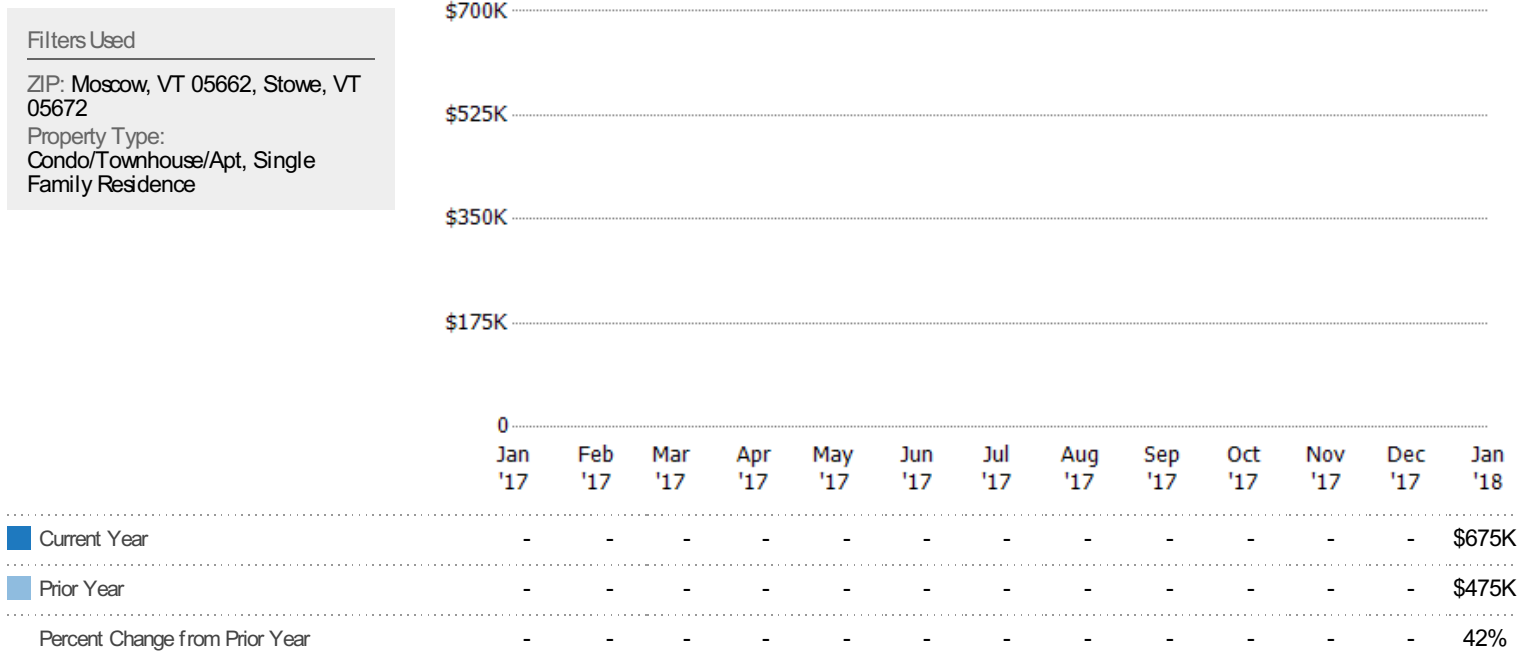 Filters Used
ZIP: Moscow, VT 05662, Stowe, VT
05672
Property Type:
Condo/Townhouse/Apt, Single
Family Residence
$700K
$525K
$350K
$175K
0
Jan Feb Mar Apr May Jun Jul Aug Sep Oct Nov Dec Jan
'17 '17 '17 '17 '17 '17 '17 '17 '17 '17 '17 '17 '18
Current Year - - - - - - - - - - - - $675K
Prior Year - - - - - - - - - - - - $475K
Percent Change from Prior Year - - - - - - - - - - - - 42%